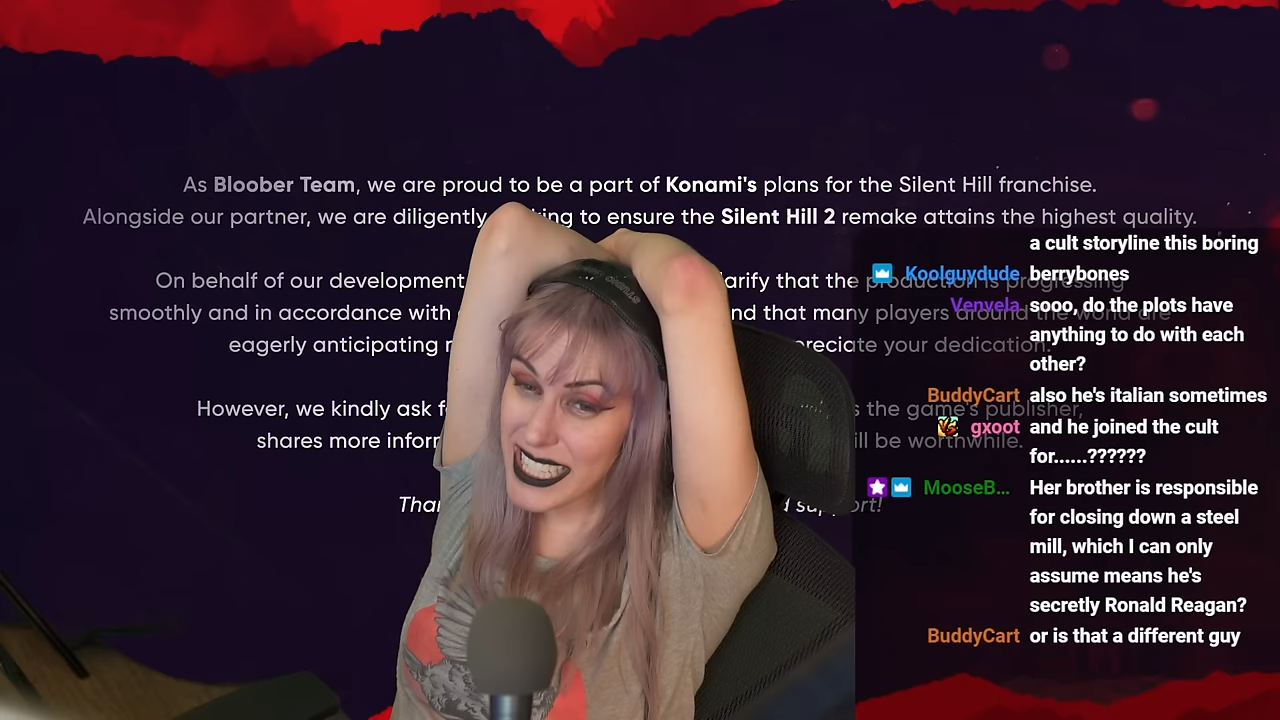 As Bloober Team, we are proud to be a part of Konami's plans for the Silent Hill franchise.
Alongside our partner, we are diligently king to ensure the Silent Hill 2 remake attains the highest quality.
On behalf of our development arify that the production is progressing
smoothly and in accordance with nd that many players around the world are
eagerly anticipating preciate your dedication.
However, we kindly ask s the game's publisher,
shares more infor ill be worthwhile.
Than d support!
a cult storyline this boring
Koolguydude berrybones
Venvela sooo, do the plots have
anything to do with each
other?
BuddyCart also he's italian sometimes
gxoot and he joined the cult
for......??????
MooseB... Her brother is responsible
for closing down a steel
mill, which I can only
assume means he's
secretly Ronald Reagan?
BuddyCart or is that a different guy